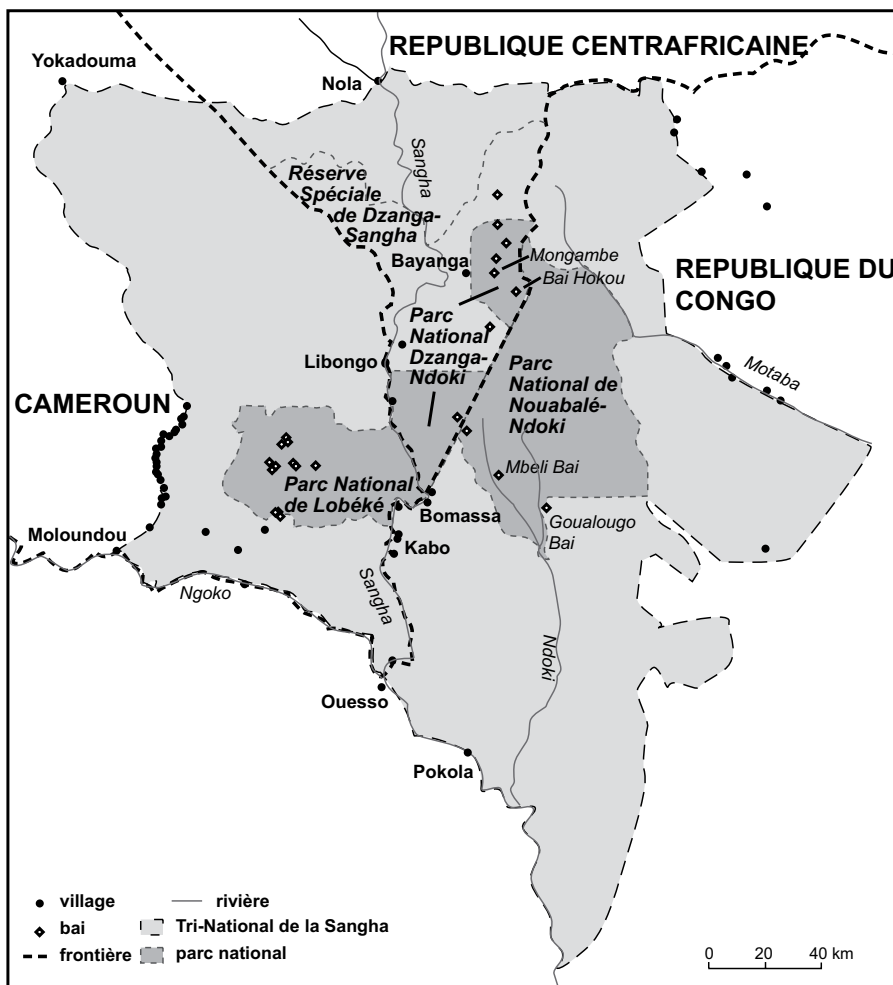 REPUBLIQUE CENTRAFRICAINE
Yokadouma
Nola
Sangha
Réserve
Spéciale
de Dzanga-
Sangha
Bayanga
Mongambe
Bai Hokou
REPUBLIQUE DU
CONGO
Parc
National
Dzanga-
Ndoki
Libongo
Parc
National de
Nouabalé-
Ndoki
Motaba
CAMEROUN
Mbeli Bai
Parc National
de Lobéké
Bomassa
Goualougo
Bai
Moloundou
Kabo
Ngoko
Sangha
Ndoki
Ouesso
Pokola
village
rivière
bai
Tri-National de la Sangha
frontière
parc national
0 20 40 km